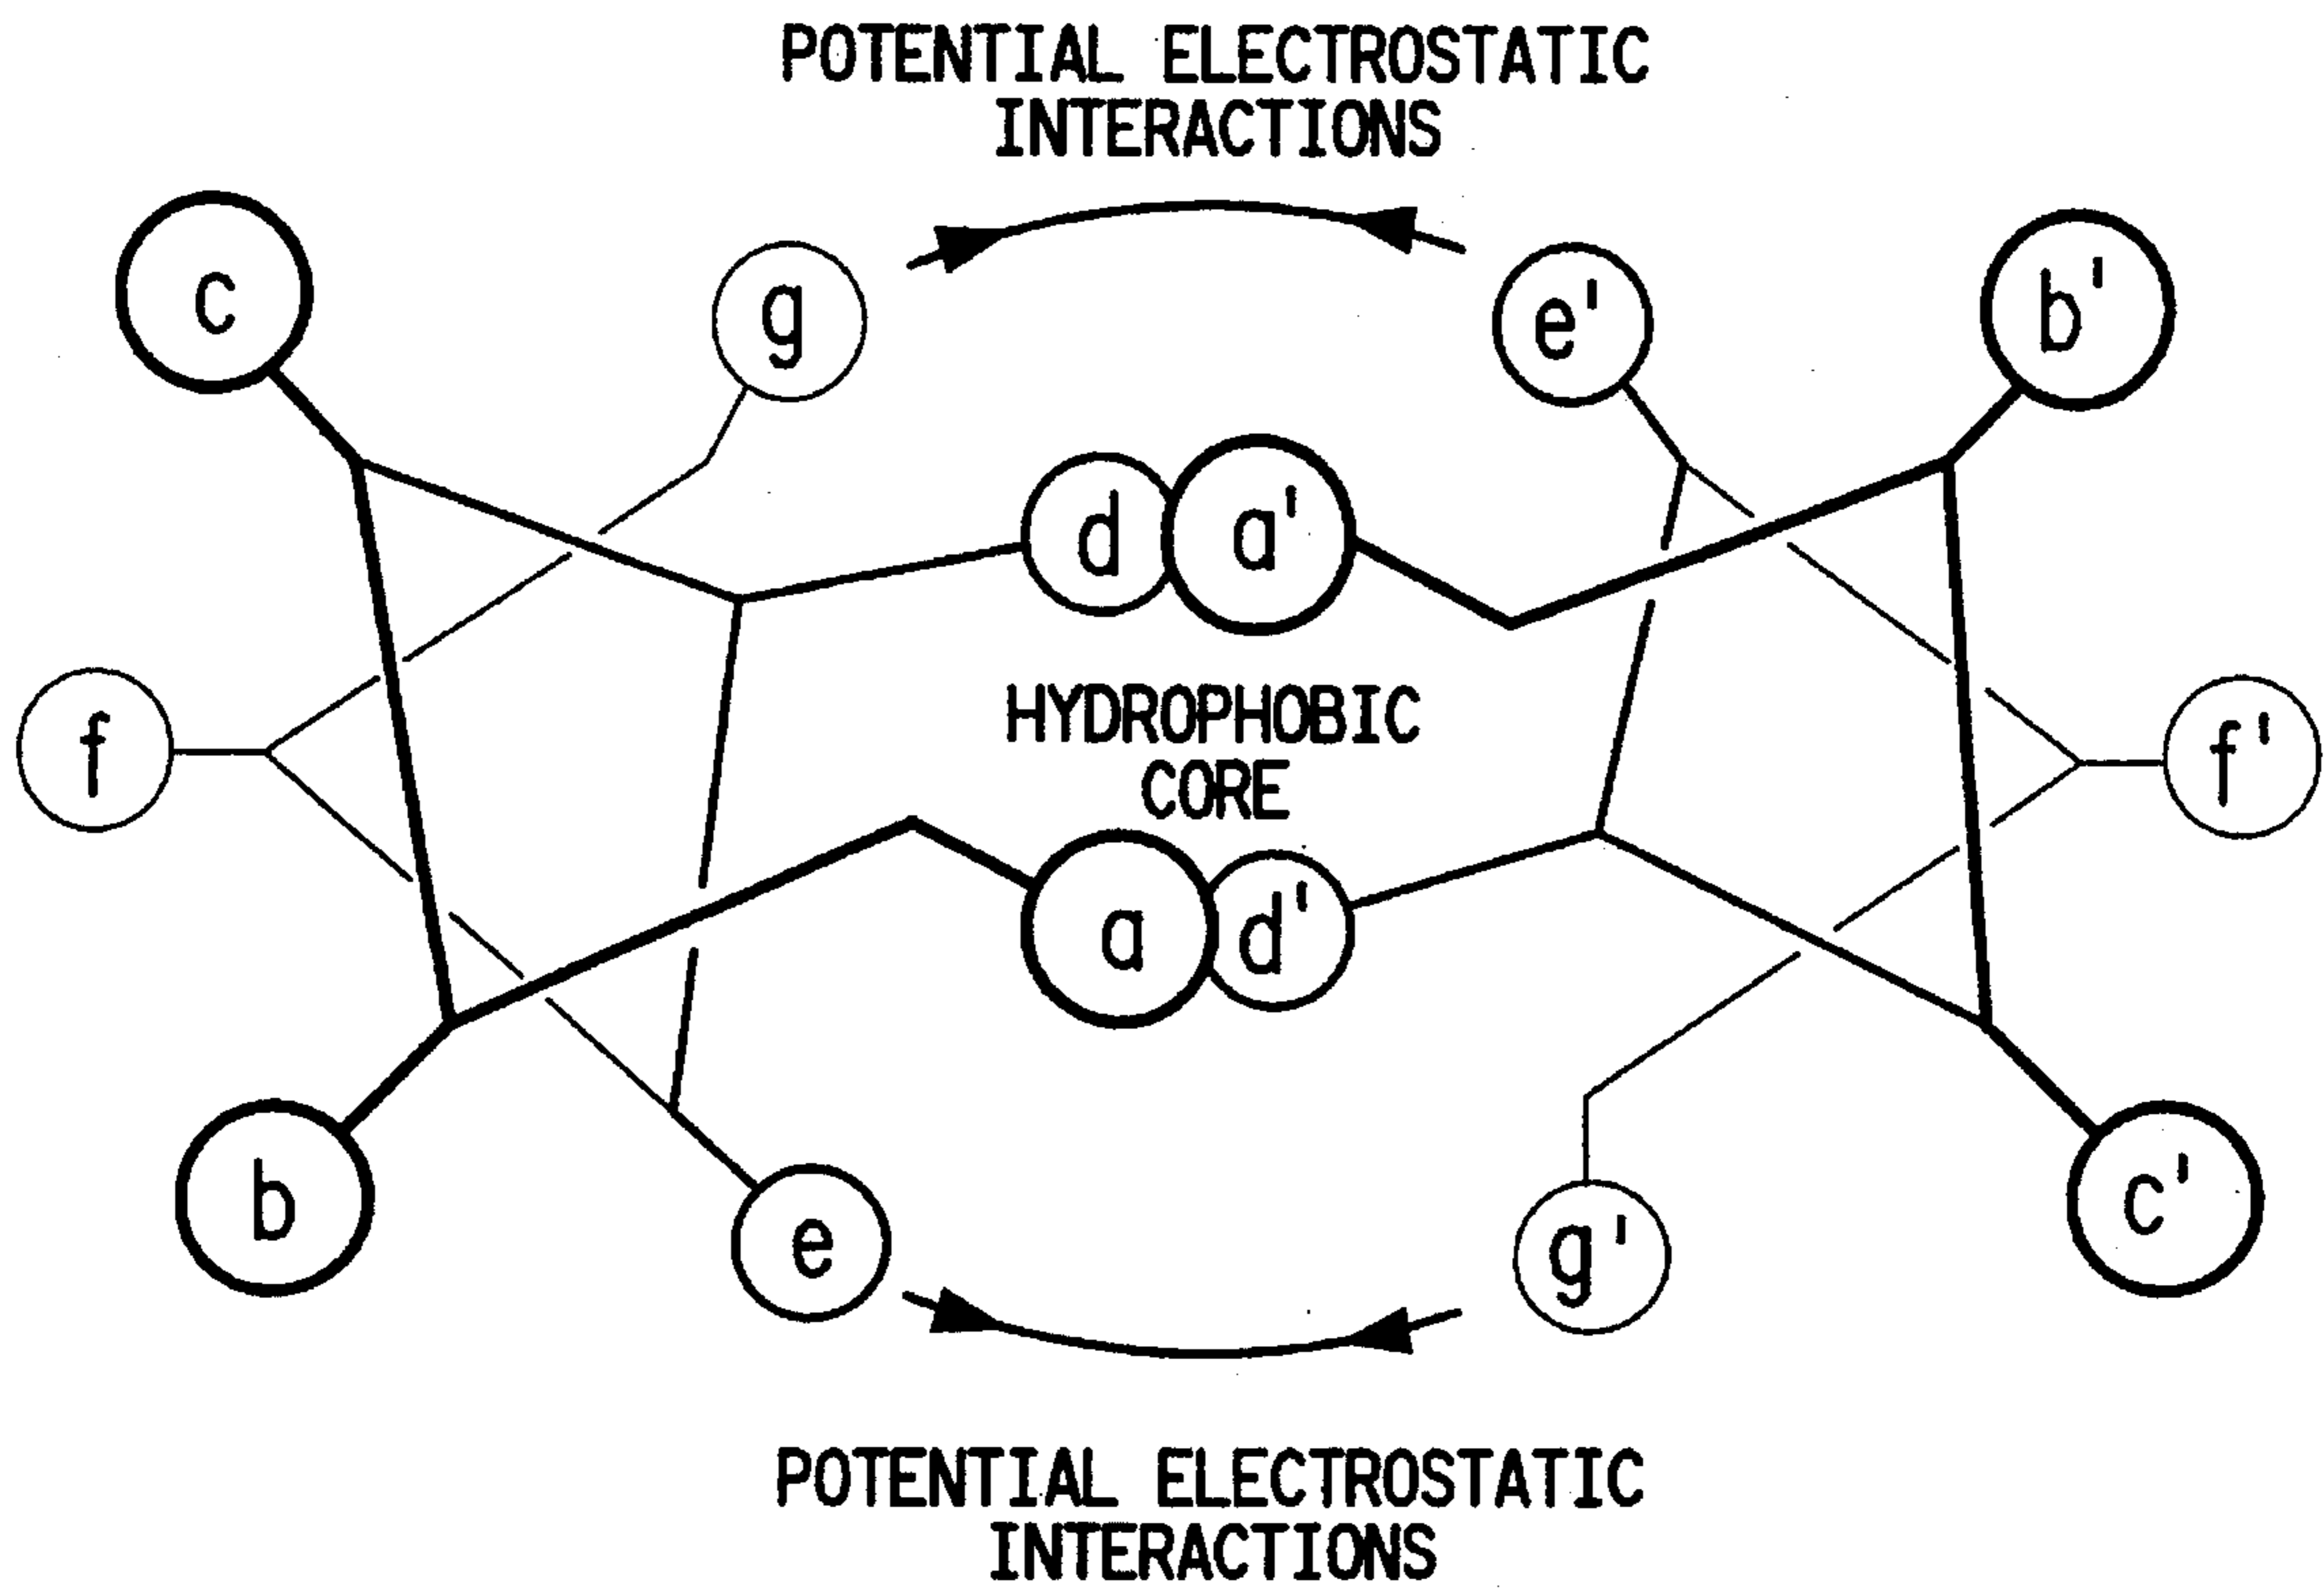 POTENTIAL ELECTROSTATIC
INTERACTIONS
c
g
e'
b'
d
a'
f
HYDROPHOBIC
CORE
f'
a
d'
b
e
g'
c'
POTENTIAL ELECTROSTATIC
INTERACTIONS